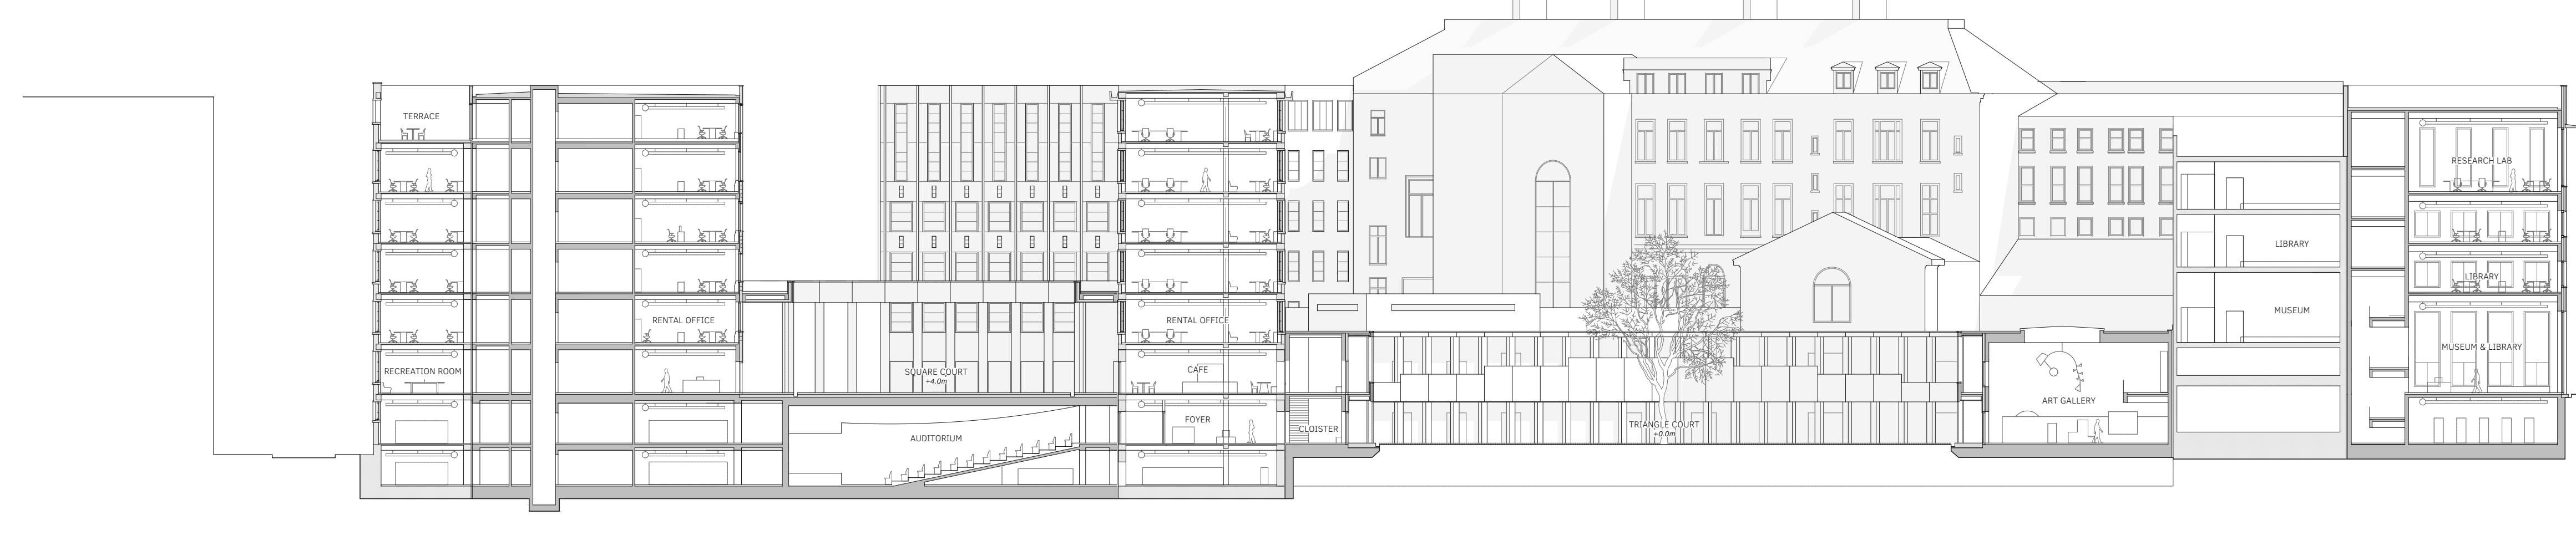 TERRACE
RESEARCH LAB
LIBRARY
LIBRARY
MUSEUM
RENTAL OFFICE
RENTAL OFFICE
MUSEUM & LIBRARY
RECREATION ROOM
SQUARE COURT
+4.0m
CAFE
ART GALLERY
FOYER
CLOISTER
TRIANGLE COURT
+0.0m
AUDITORIUM